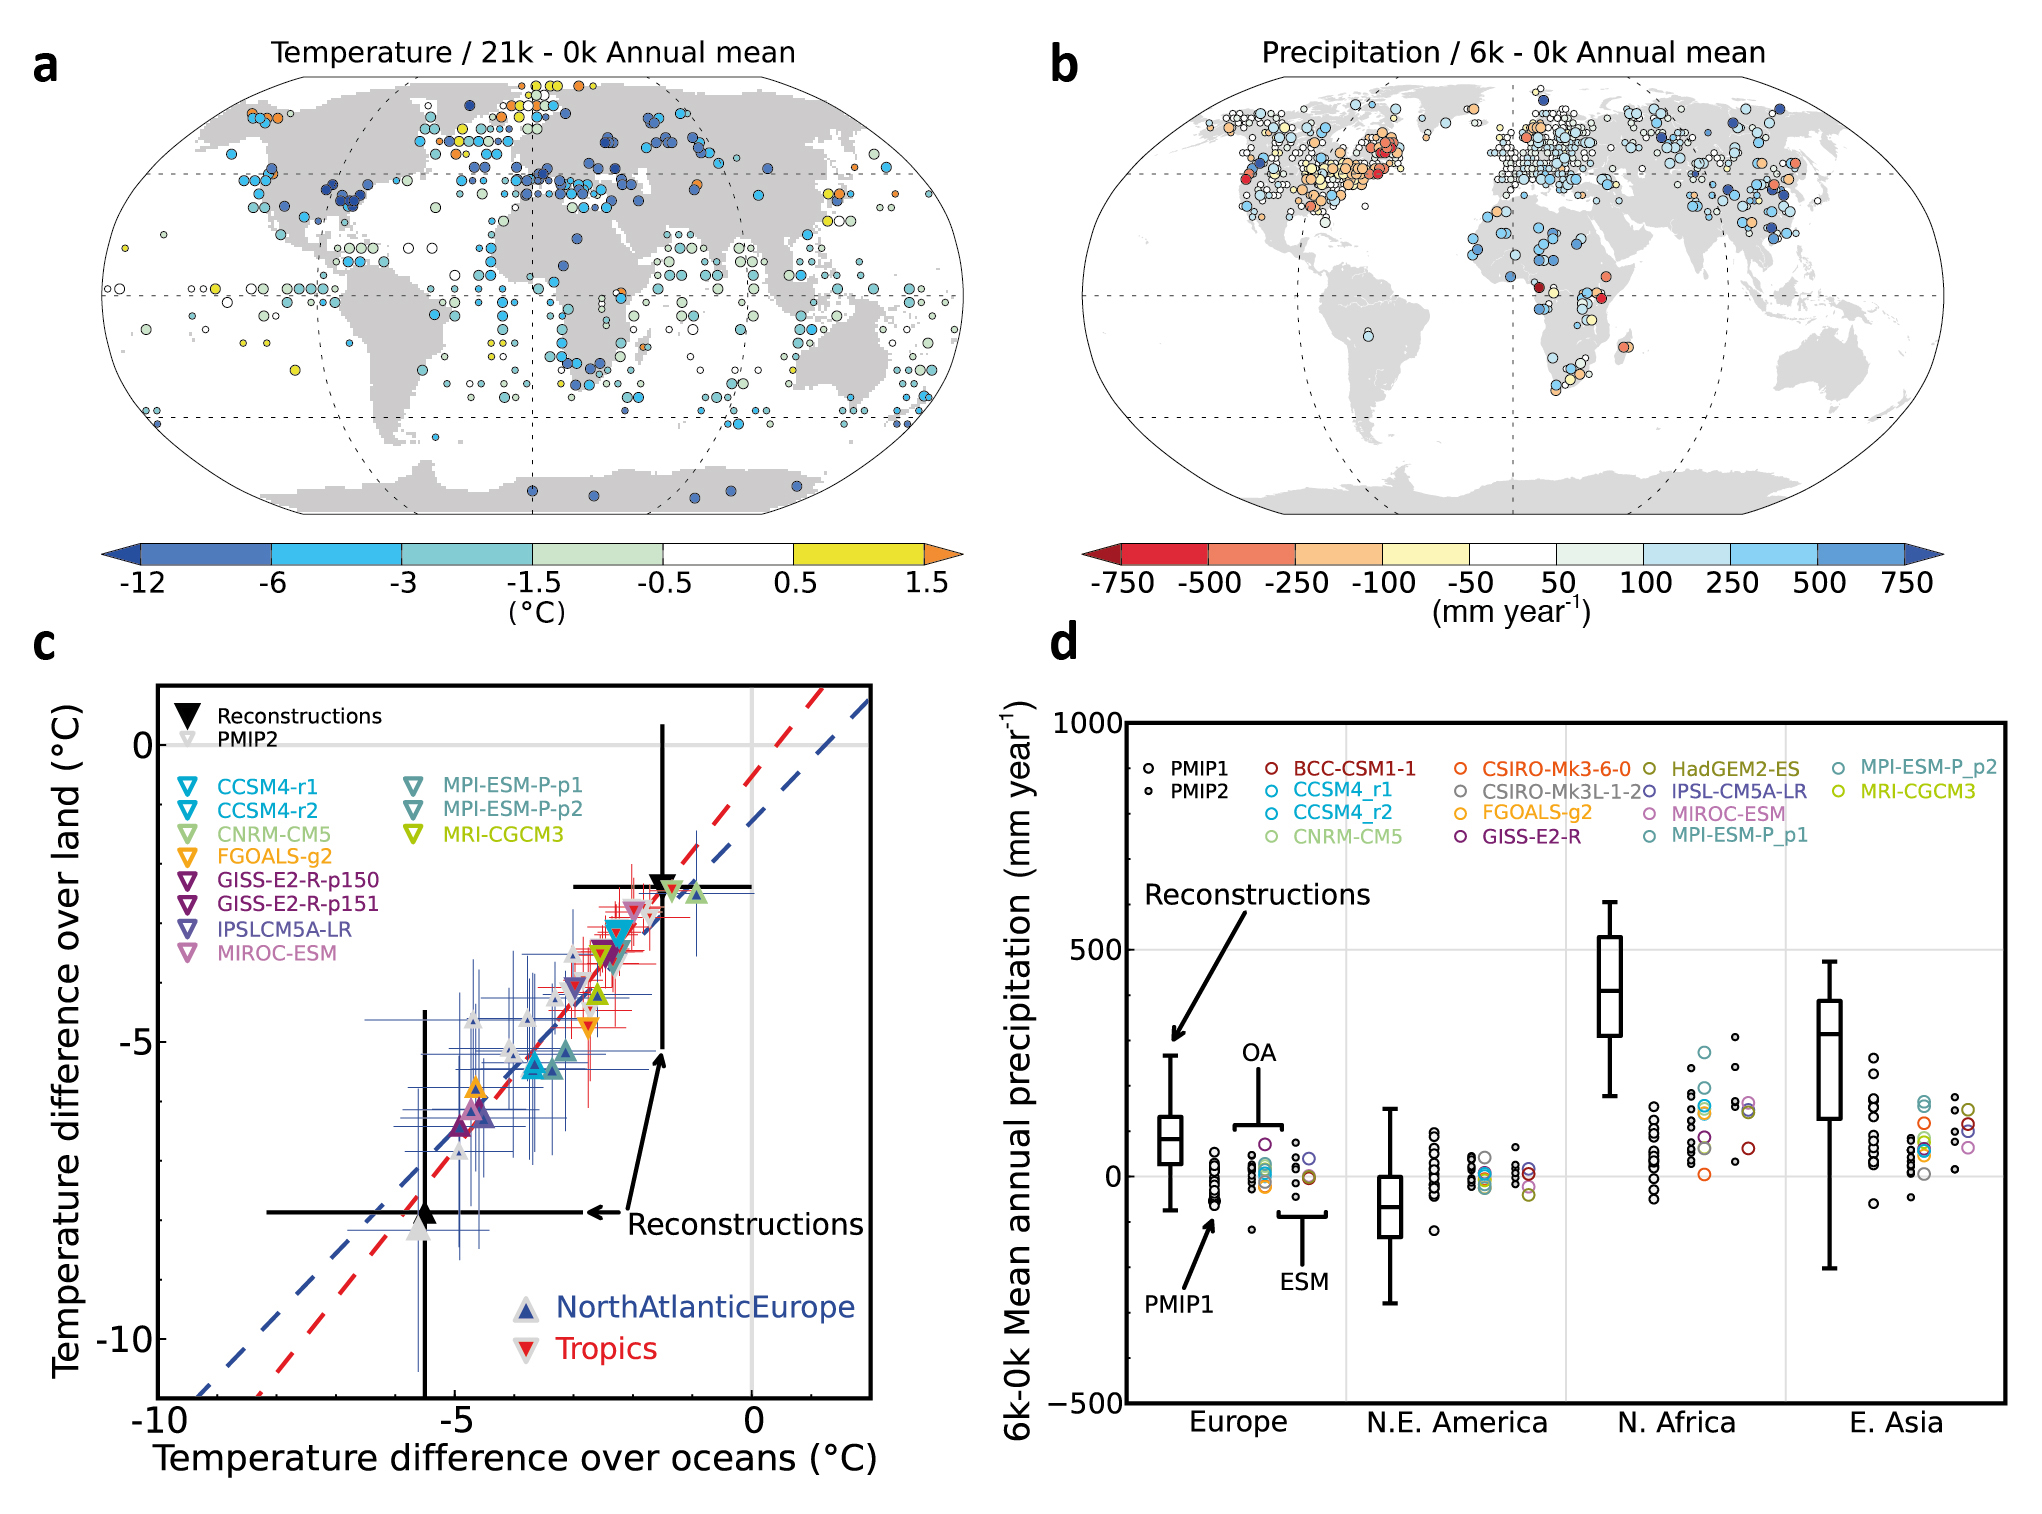 a
Temperature / 21k - 0k Annual mean
-12 -6 -3 -1.5 -0.5 0.5 1.5
(°C)
b
Precipitation / 6k - 0k Annual mean
-750 -500 -250 -100 -50 50 100 250 500 750
(mm year-1)
c
Temperature difference over land (°C)
0
-5
-10
Reconstructions
PMIP2
CCSM4-r1
CCSM4-r2
CNRM-CM5
FGOALS-g2
GISS-E2-R-p150
GISS-E2-R-p151
IPSLCM5A-LR
MIROC-ESM
MPI-ESM-P-p1
MPI-ESM-P-p2
MRI-CGCM3
Reconstructions
NorthAtlanticEurope
Tropics
-10 -5 0
Temperature difference over oceans (°C)
d
6k-0k Mean annual precipitation (mm year-1)
1000
500
0
−500
PMIP1
PMIP2
BCC-CSM1-1
CCSM4_r1
CCSM4_r2
CNRM-CM5
CSIRO-Mk3-6-0
CSIRO-Mk3L-1-2
FGOALS-g2
GISS-E2-R
HadGEM2-ES
IPSL-CM5A-LR
MIROC-ESM
MPI-ESM-P_p1
MPI-ESM-P_p2
MRI-CGCM3
Reconstructions
OA
ESM
PMIP1
Europe N.E. America N. Africa E. Asia